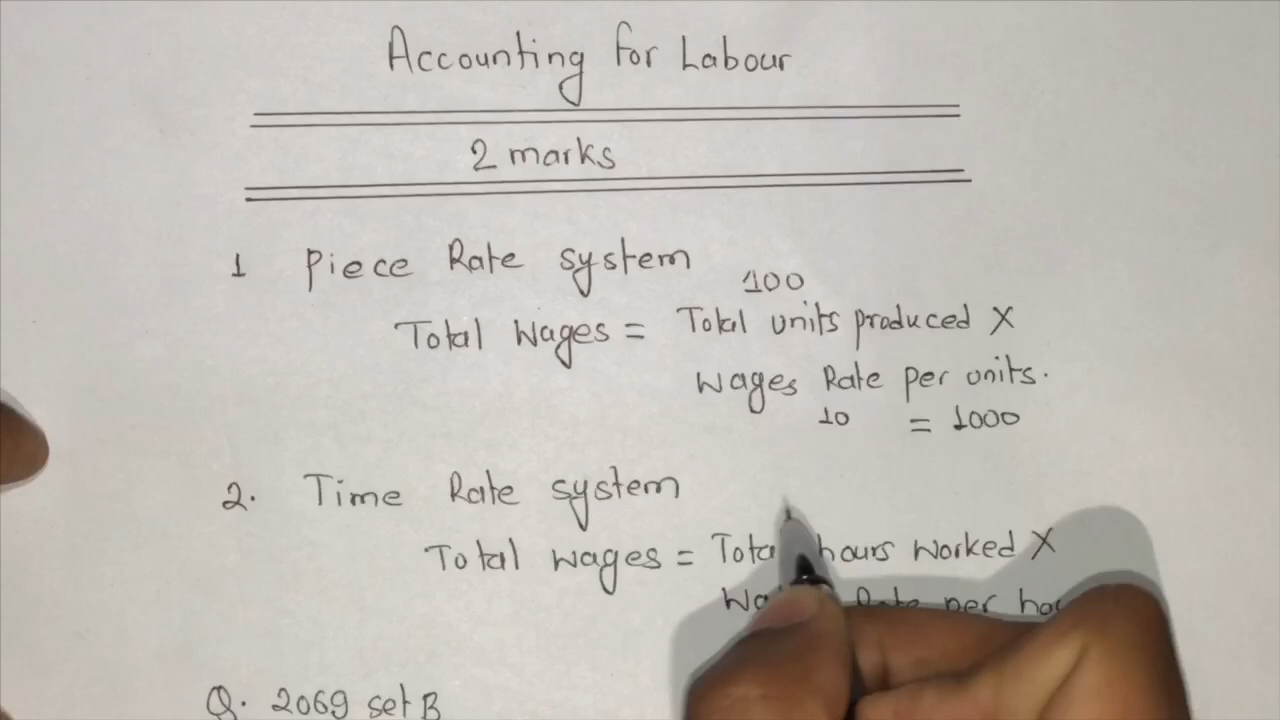 Accounting for Labour
2 marks
1 Piece Rate system
100
Total Wages = Total units produced X
Wages Rate per units.
10 = 1000
2. Time Rate system
Total wages = hours worked X
per
Q. 2069 set B